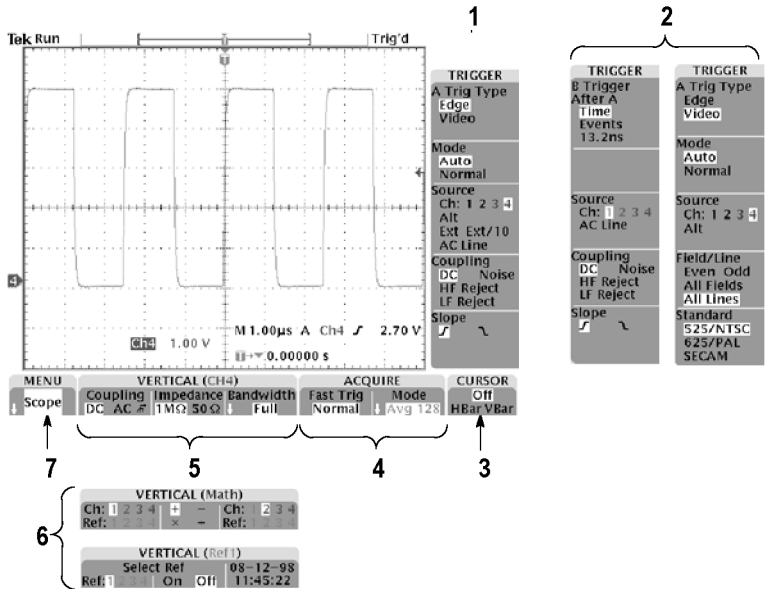 1
2
Tek Run
Trig'd
T
T
4
Ch4 1.00 V
M 1.00µs A Ch4 2.70 V
T 0.00000 s
TRIGGER
A Trig Type
Edge
Video
Mode
Auto
Normal
Source
Ch: 1 2 3 4
Alt
Ext Ext/10
AC Line
Coupling
DC Noise
HF Reject
LF Reject
Slope
TRIGGER
B Trigger
After A
Time
Events
13.2ns
Source
Ch: 1 2 3 4
AC Line
Coupling
DC Noise
HF Reject
LF Reject
Slope
TRIGGER
A Trig Type
Edge
Video
Mode
Auto
Normal
Source
Ch: 1 2 3 4
Alt
Field/Line
Even Odd
All Fields
All Lines
Standard
525/NTSC
625/PAL
SECAM
MENU
Scope
VERTICAL (CH4)
Coupling Impedance Bandwidth
DC AC 1MΩ 50 Ω Full
ACQUIRE
Fast Trig Mode
Normal Avg 128
CURSOR
Off
HBar VBar
7
5
4
3
6
VERTICAL (Math)
Ch: 1 2 3 4 + − Ch: 1 2 3 4
Ref: 1 2 3 4 × ÷ Ref: 1 2 3 4
VERTICAL (Ref1)
Select Ref 08-12-98
Ref: 1 2 3 4 On Off 11:45:22